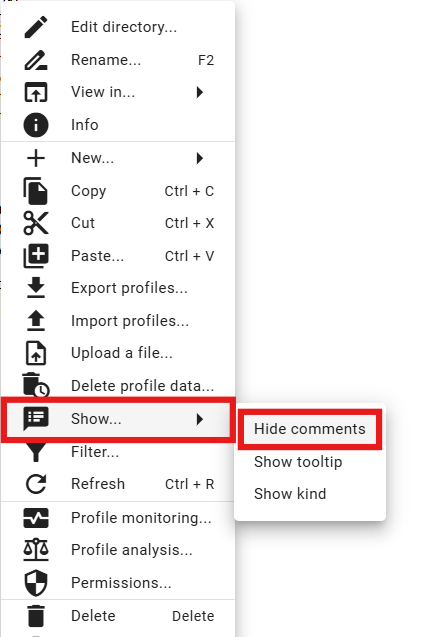 Edit directory...
Rename... F2
View in...
Info
New...
Copy Ctrl + C
Cut Ctrl + X
Paste... Ctrl + V
Export profiles...
Import profiles...
Upload a file...
Delete profile data...
Show...
Hide comments
Show tooltip
Show kind
Filter...
Refresh Ctrl + R
Profile monitoring...
Profile analysis...
Permissions...
Delete Delete